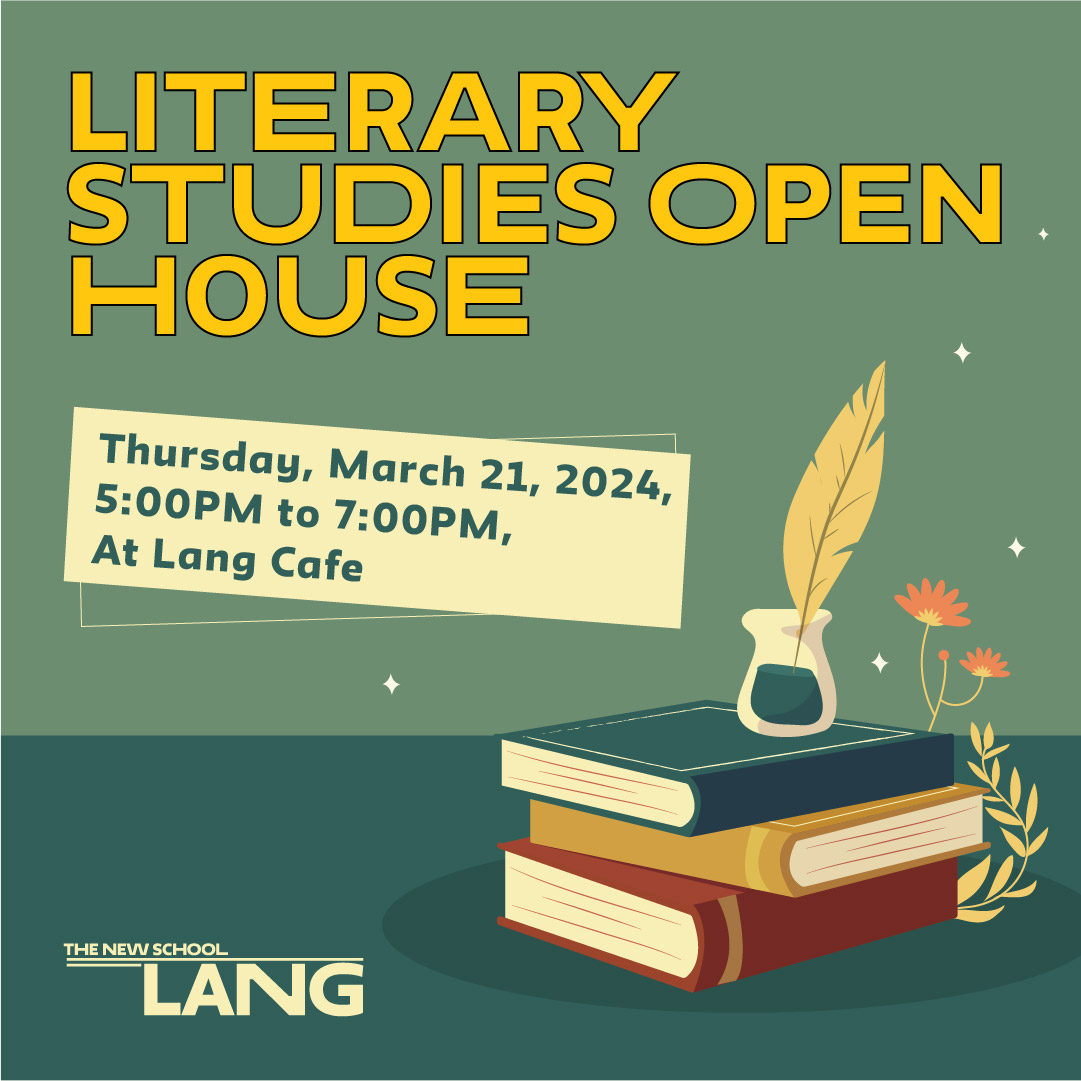 LITERARY
STUDIES OPEN
HOUSE
Thursday, March 21, 2024,
5:00PM to 7:00PM,
At Lang Cafe
THE NEW SCHOOL
LANG